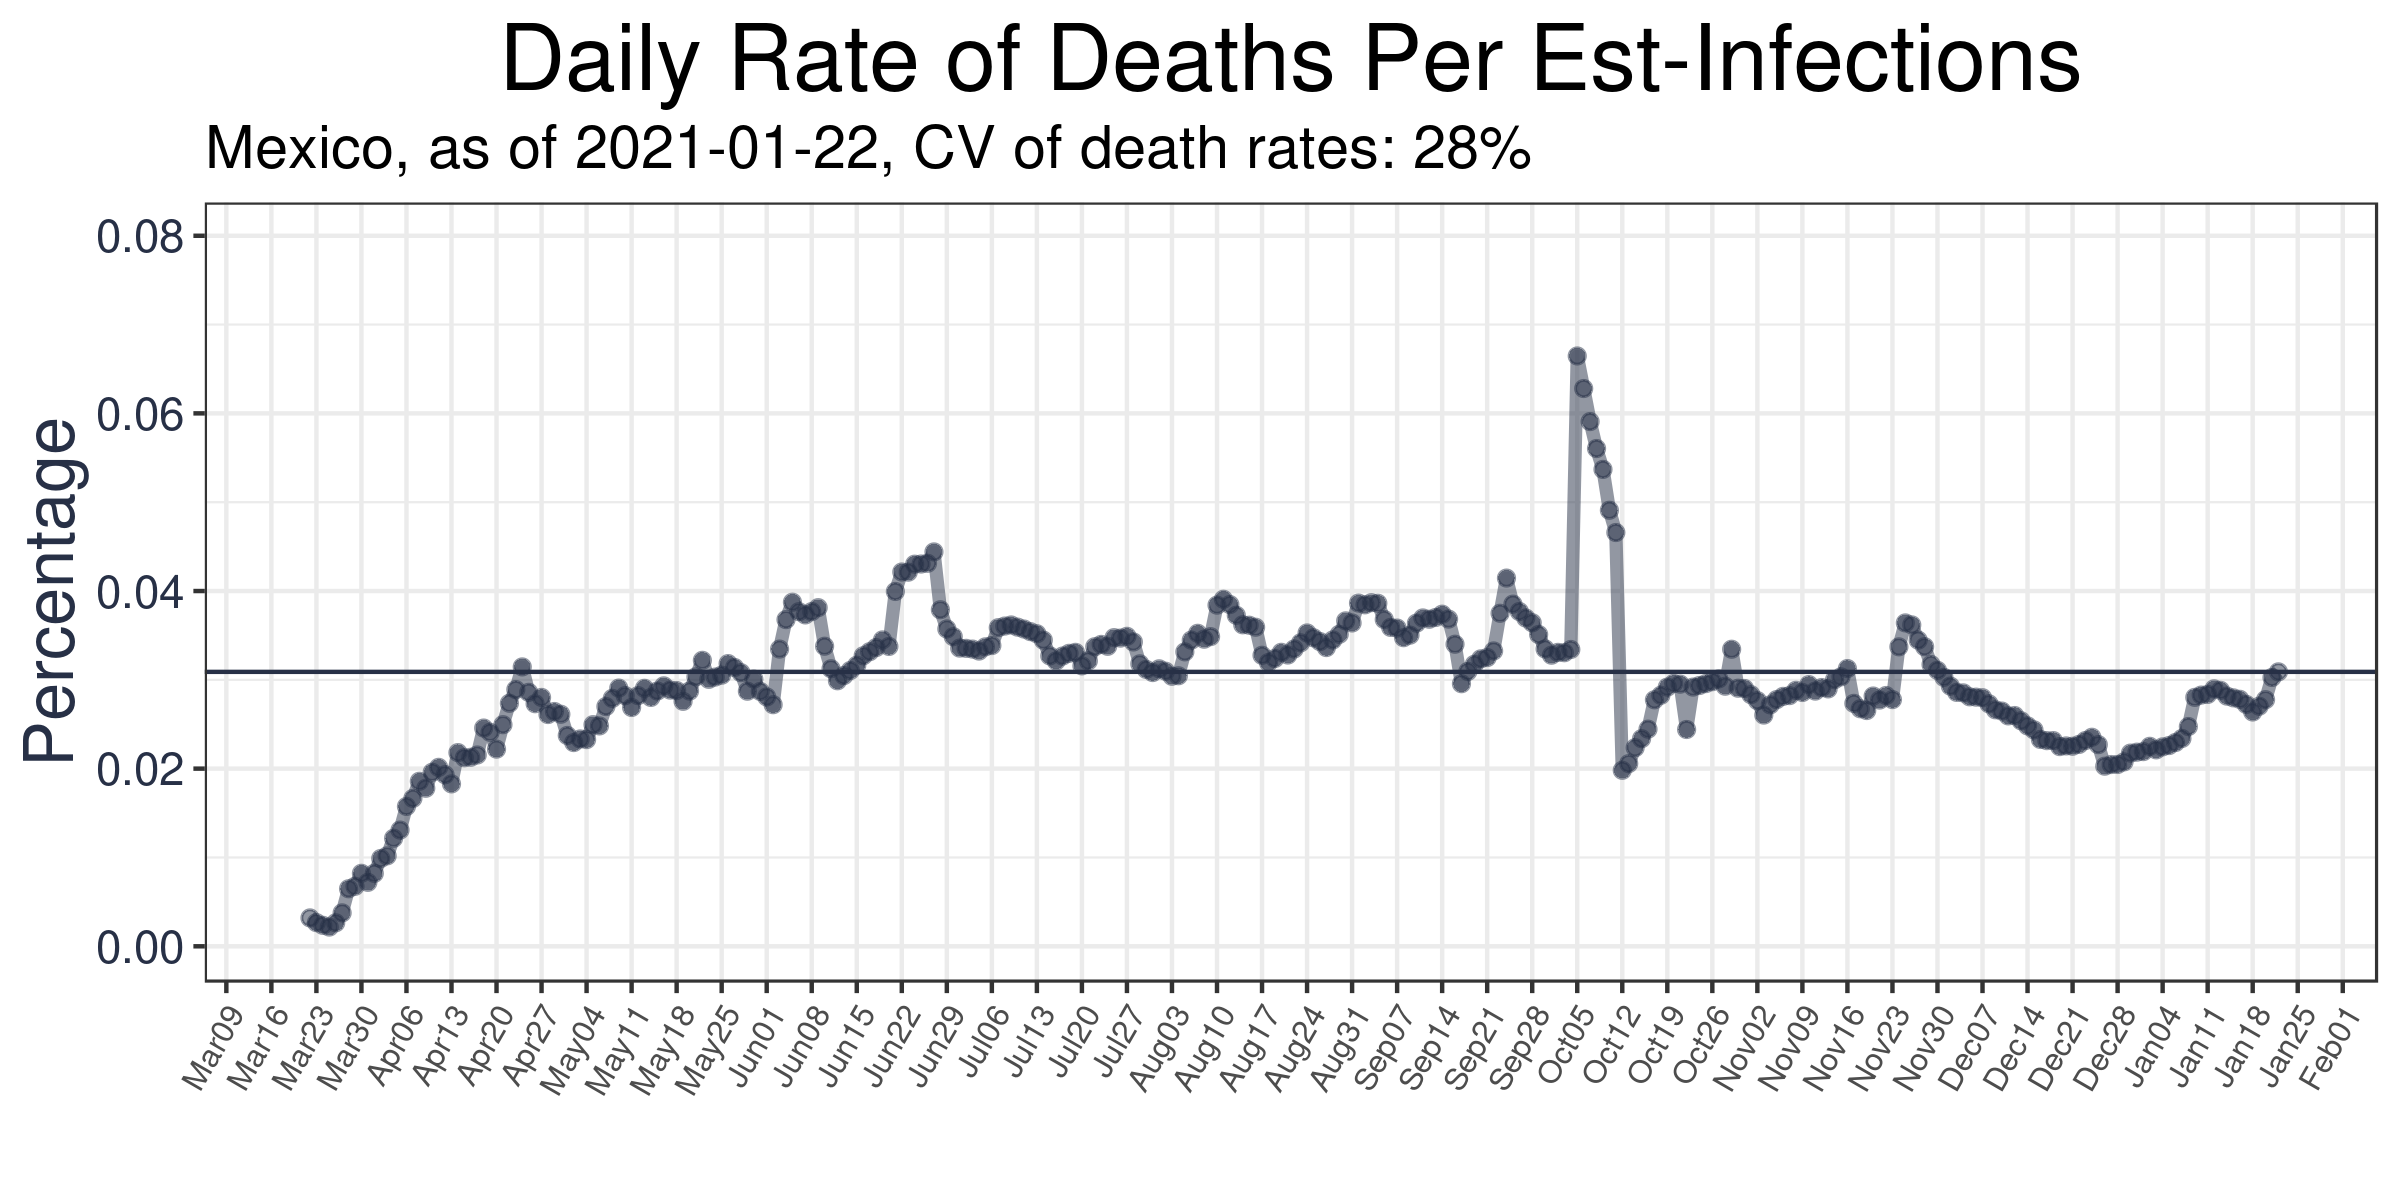 Daily Rate of Deaths Per Est-Infections
Mexico, as of 2021-01-22, CV of death rates: 28%
Percentage
0.08
0.06
0.04
0.02
0.00
Mar09
Mar16
Mar23
Mar30
Apr06
Apr13
Apr20
Apr27
May04
May11
May18
May25
Jun01
Jun08
Jun15
Jun22
Jun29
Jul06
Jul13
Jul20
Jul27
Aug03
Aug10
Aug17
Aug24
Aug31
Sep07
Sep14
Sep21
Sep28
Oct05
Oct12
Oct19
Oct26
Nov02
Nov09
Nov16
Nov23
Nov30
Dec07
Dec14
Dec21
Dec28
Jan04
Jan11
Jan18
Jan25
Feb01